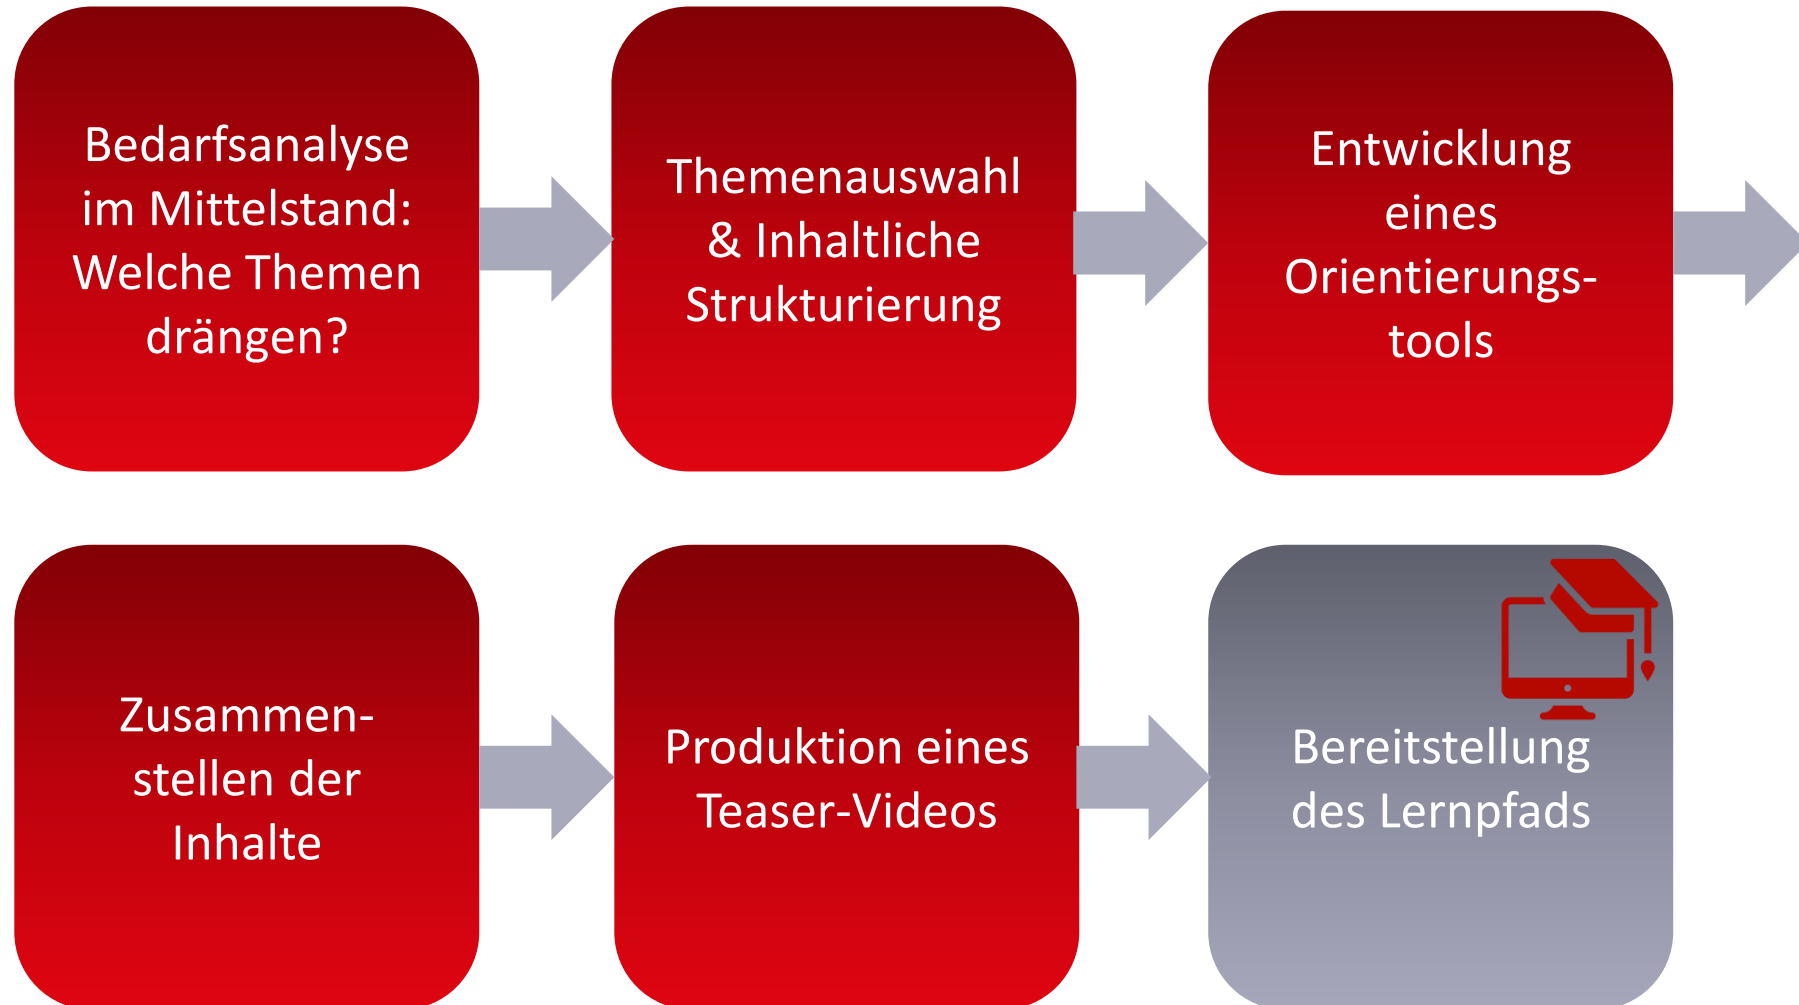 Bedarfsanalyse
im Mittelstand:
Welche Themen
drängen?
Themenauswahl
& Inhaltliche
Strukturierung
Entwicklung
eines
Orientierungs-
tools
Zusammen-
stellen der
Inhalte
Produktion eines
Teaser-Videos
Bereitstellung
des Lernpfads